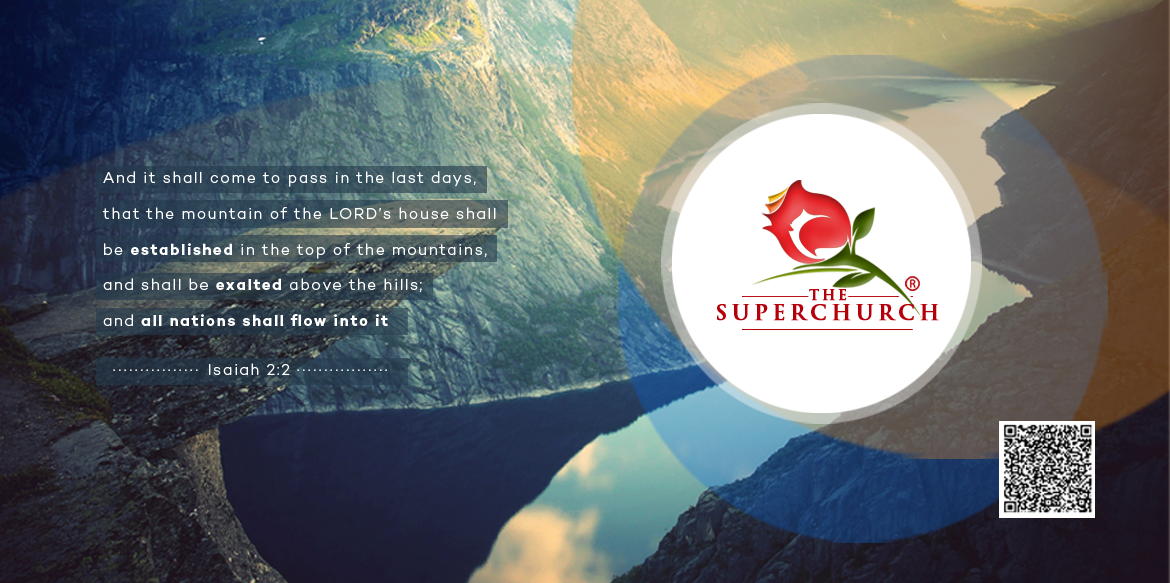 And it shall come to pass in the last days,
that the mountain of the LORD's house shall
be established in the top of the mountains,
and shall be exalted above the hills;
and all nations shall flow into it
................ Isaiah 2:2 .................
THE
®
SUPERCHURCH